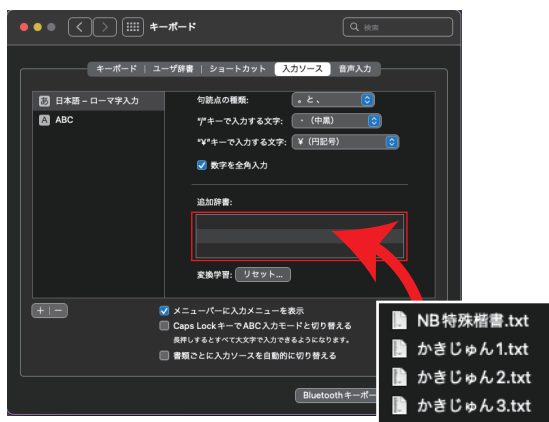 キーボード
検索
キーボード
ユーザ辞書
ショートカット
入力ソース
音声入力
あ 日本語 – ローマ字入力
A ABC
句読点の種類: 。と、
"/"キーで入力する文字: ・(中黒)
"¥"キーで入力する文字: ¥(円記号)
数字を全角入力
追加辞書:
変換学習: リセット...
+ −
メニューバーに入力メニューを表示
Caps LockキーでABC入力モードと切り替える
長押しするとすべて大文字で入力できるようになります。
書類ごとに入力ソースを自動的に切り替える
Bluetoothキーボー
NB特殊楷書.txt
かきじゅん1.txt
かきじゅん2.txt
かきじゅん3.txt